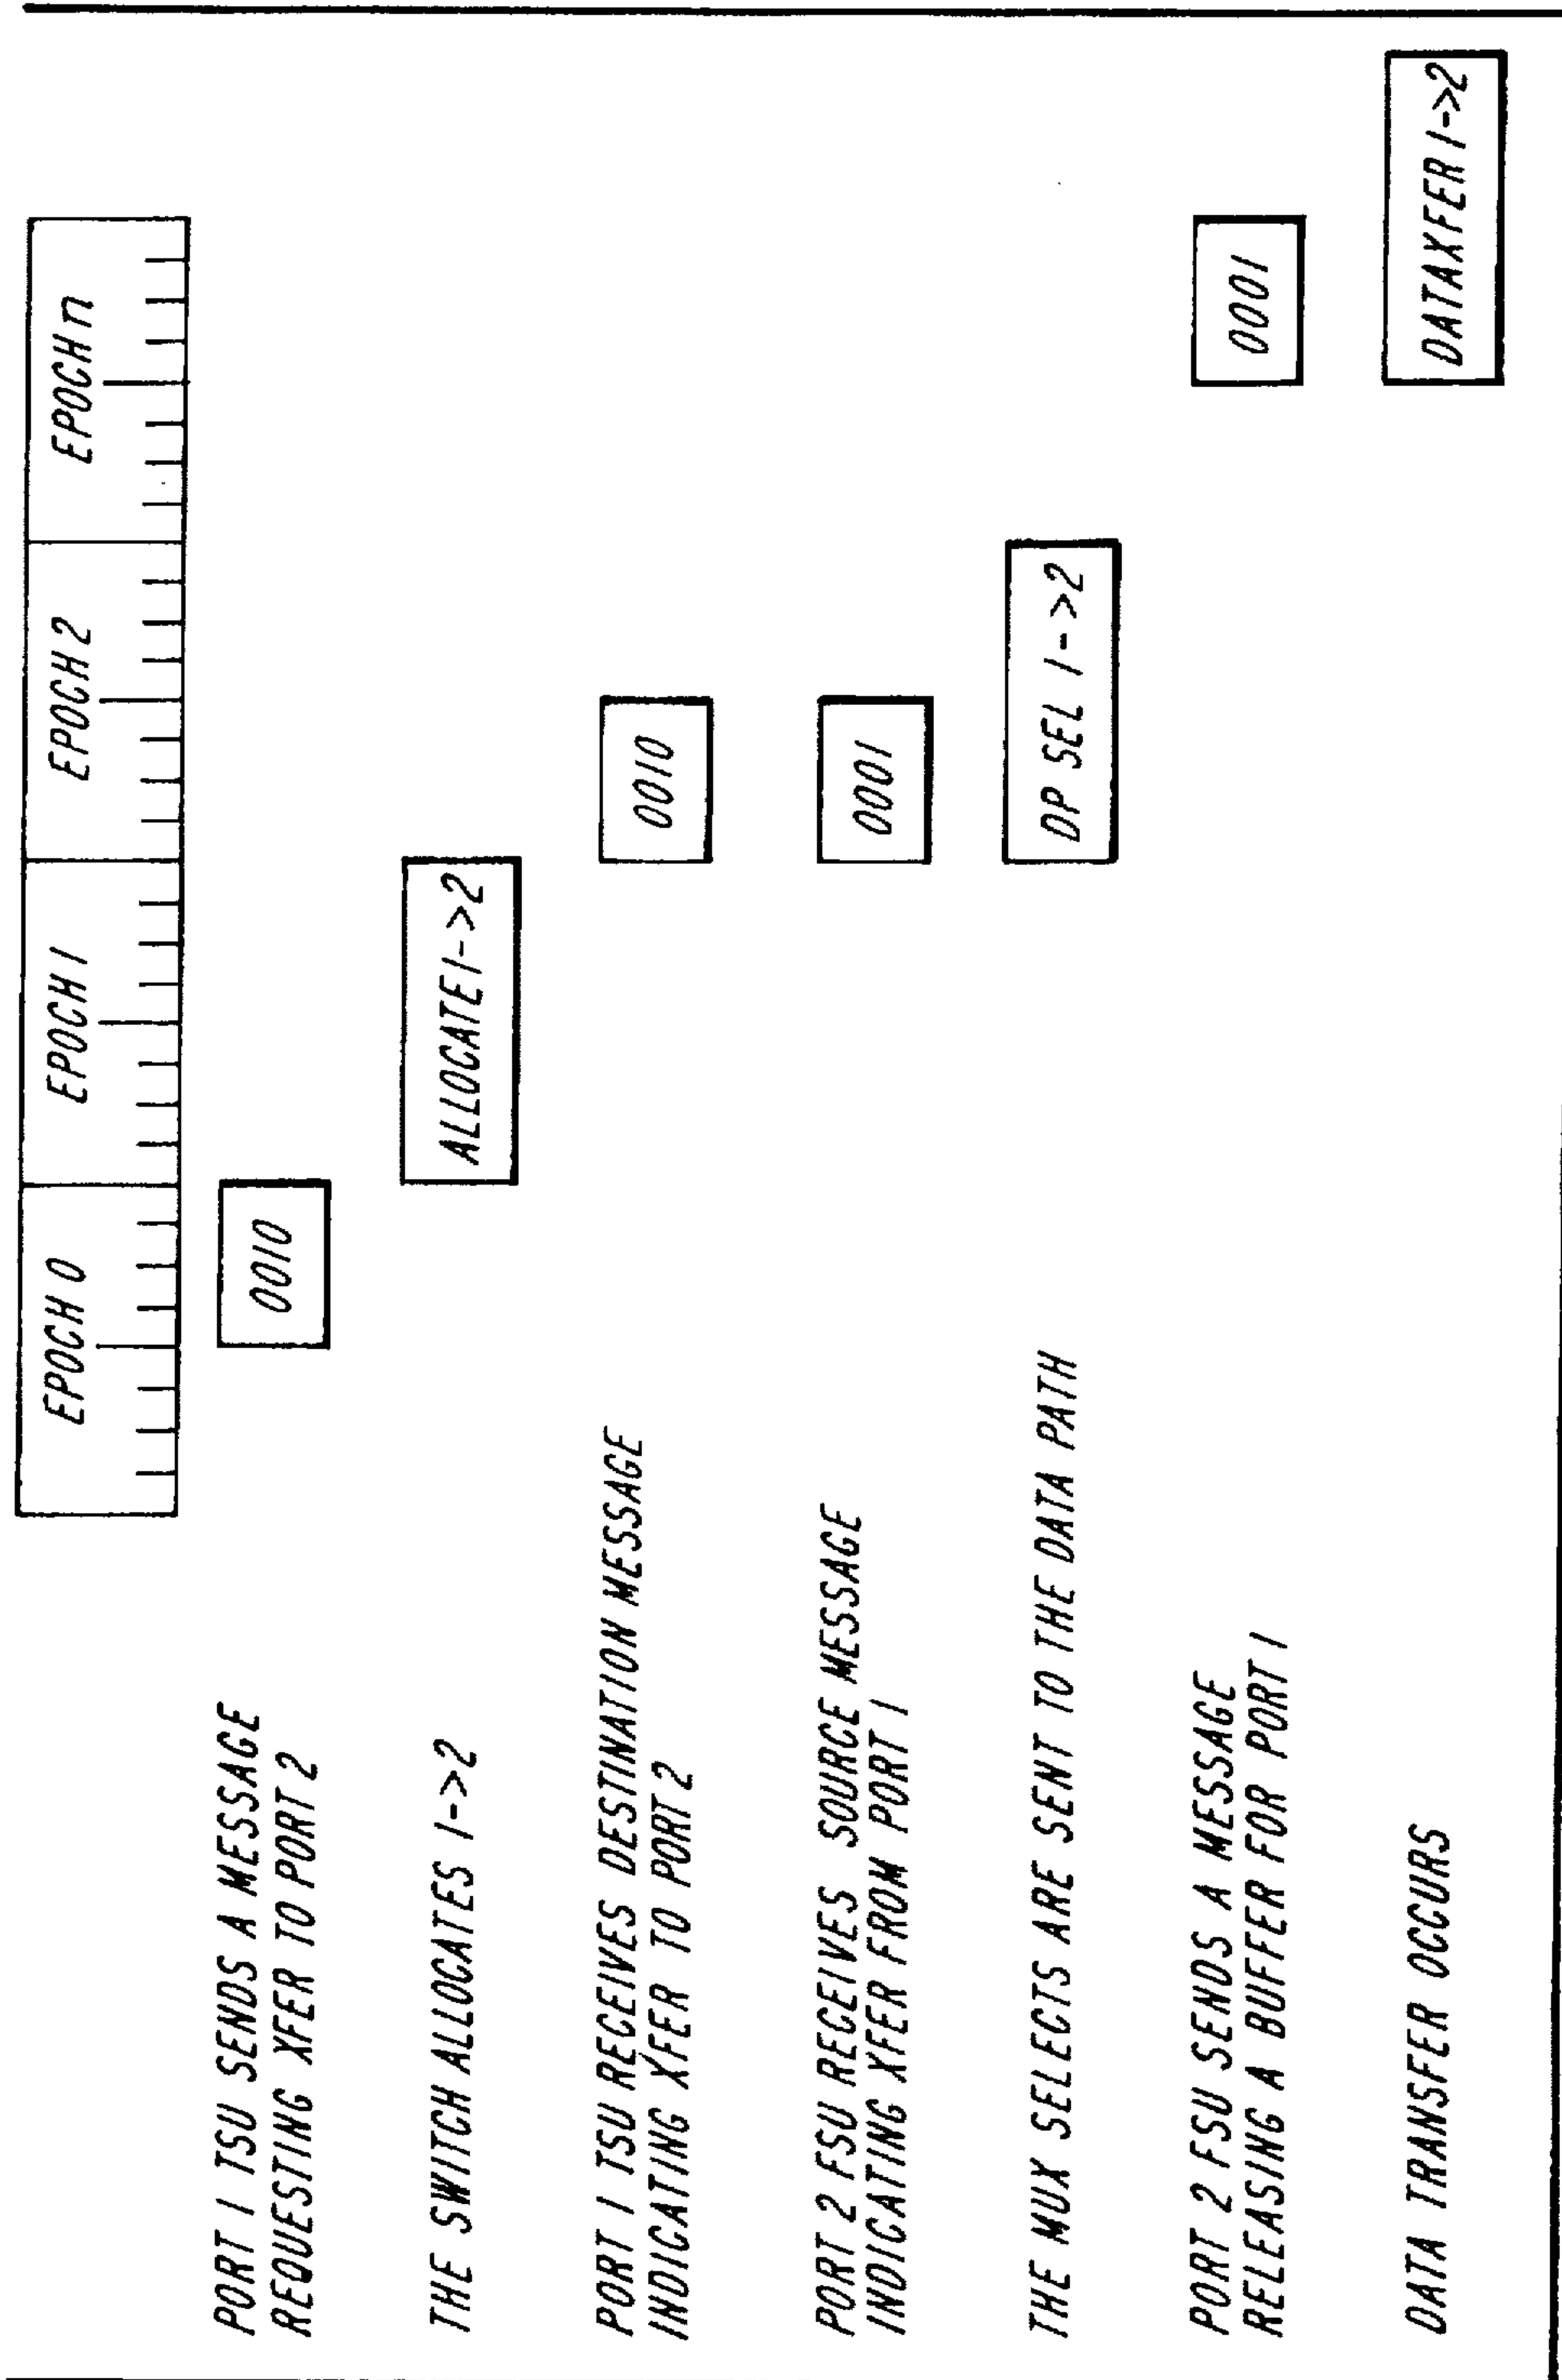 EPOCH 0 EPOCH 1 EPOCH 2 EPOCH n
PORT 1 TSU SENDS A MESSAGE
REQUESTING XFER TO PORT 2
0010
THE SWITCH ALLOCATES 1->2
ALLOCATE 1->2
PORT 1 TSU RECEIVES DESTINATION MESSAGE
INDICATING XFER TO PORT 2
0010
PORT 2 FSU RECEIVES SOURCE MESSAGE
INDICATING XFER FROM PORT 1
0001
THE MUX SELECTS ARE SENT TO THE DATA PATH
DP SEL 1->2
PORT 2 FSU SENDS A MESSAGE
RELEASING A BUFFER FOR PORT 1
0001
DATA TRANSFER OCCURS
DATAXFER 1->2